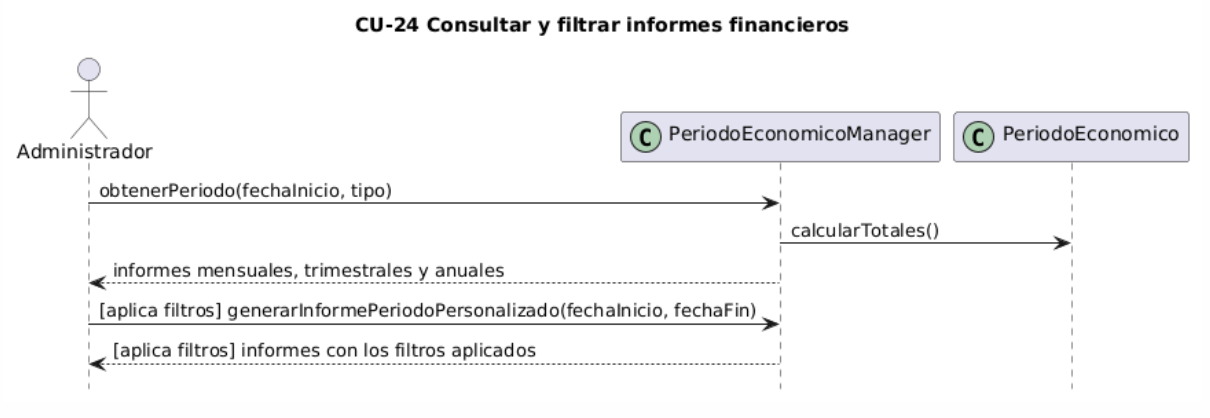 CU-24 Consultar y filtrar informes financieros
Administrador
C PeriodoEconomicoManager
C PeriodoEconomico
obtenerPeriodo(fechaInicio, tipo)
calcularTotales()
informes mensuales, trimestrales y anuales
[aplica filtros] generarInformePeriodoPersonalizado(fechaInicio, fechaFin)
[aplica filtros] informes con los filtros aplicados